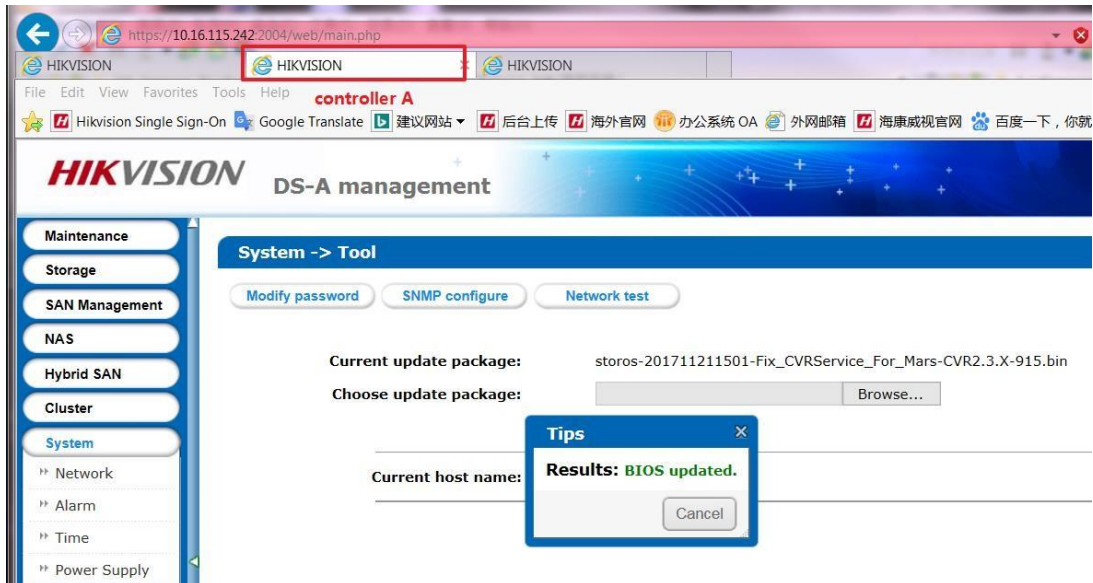 https://10.16.115.242:2004/web/main.php
HIKVISION
HIKVISION
HIKVISION
File Edit View Favorites Tools Help
controller A
Hikvision Single Sign-On Google Translate 建议网站 后台上传 海外官网 办公系统 OA 外网邮箱 海康威视官网 百度一下，你就
HIKVISION DS-A management
Maintenance
Storage
SAN Management
NAS
Hybrid SAN
Cluster
System
Network
Alarm
Time
Power Supply
System -> Tool
Modify password SNMP configure Network test
Current update package: storos-201711211501-Fix_CVRService_For_Mars-CVR2.3.X-915.bin
Choose update package: Browse...
Current host name:
Tips
Results: BIOS updated.
Cancel